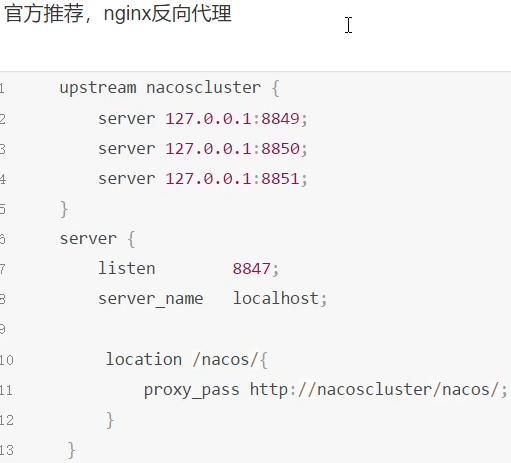 官方推荐，nginx反向代理
1 upstream nacoscluster {
2 server 127.0.0.1:8849;
3 server 127.0.0.1:8850;
4 server 127.0.0.1:8851;
5 }
6 server {
7 listen 8847;
8 server_name localhost;
9
10 location /nacos/{
11 proxy_pass http://nacoscluster/nacos/;
12 }
13 }